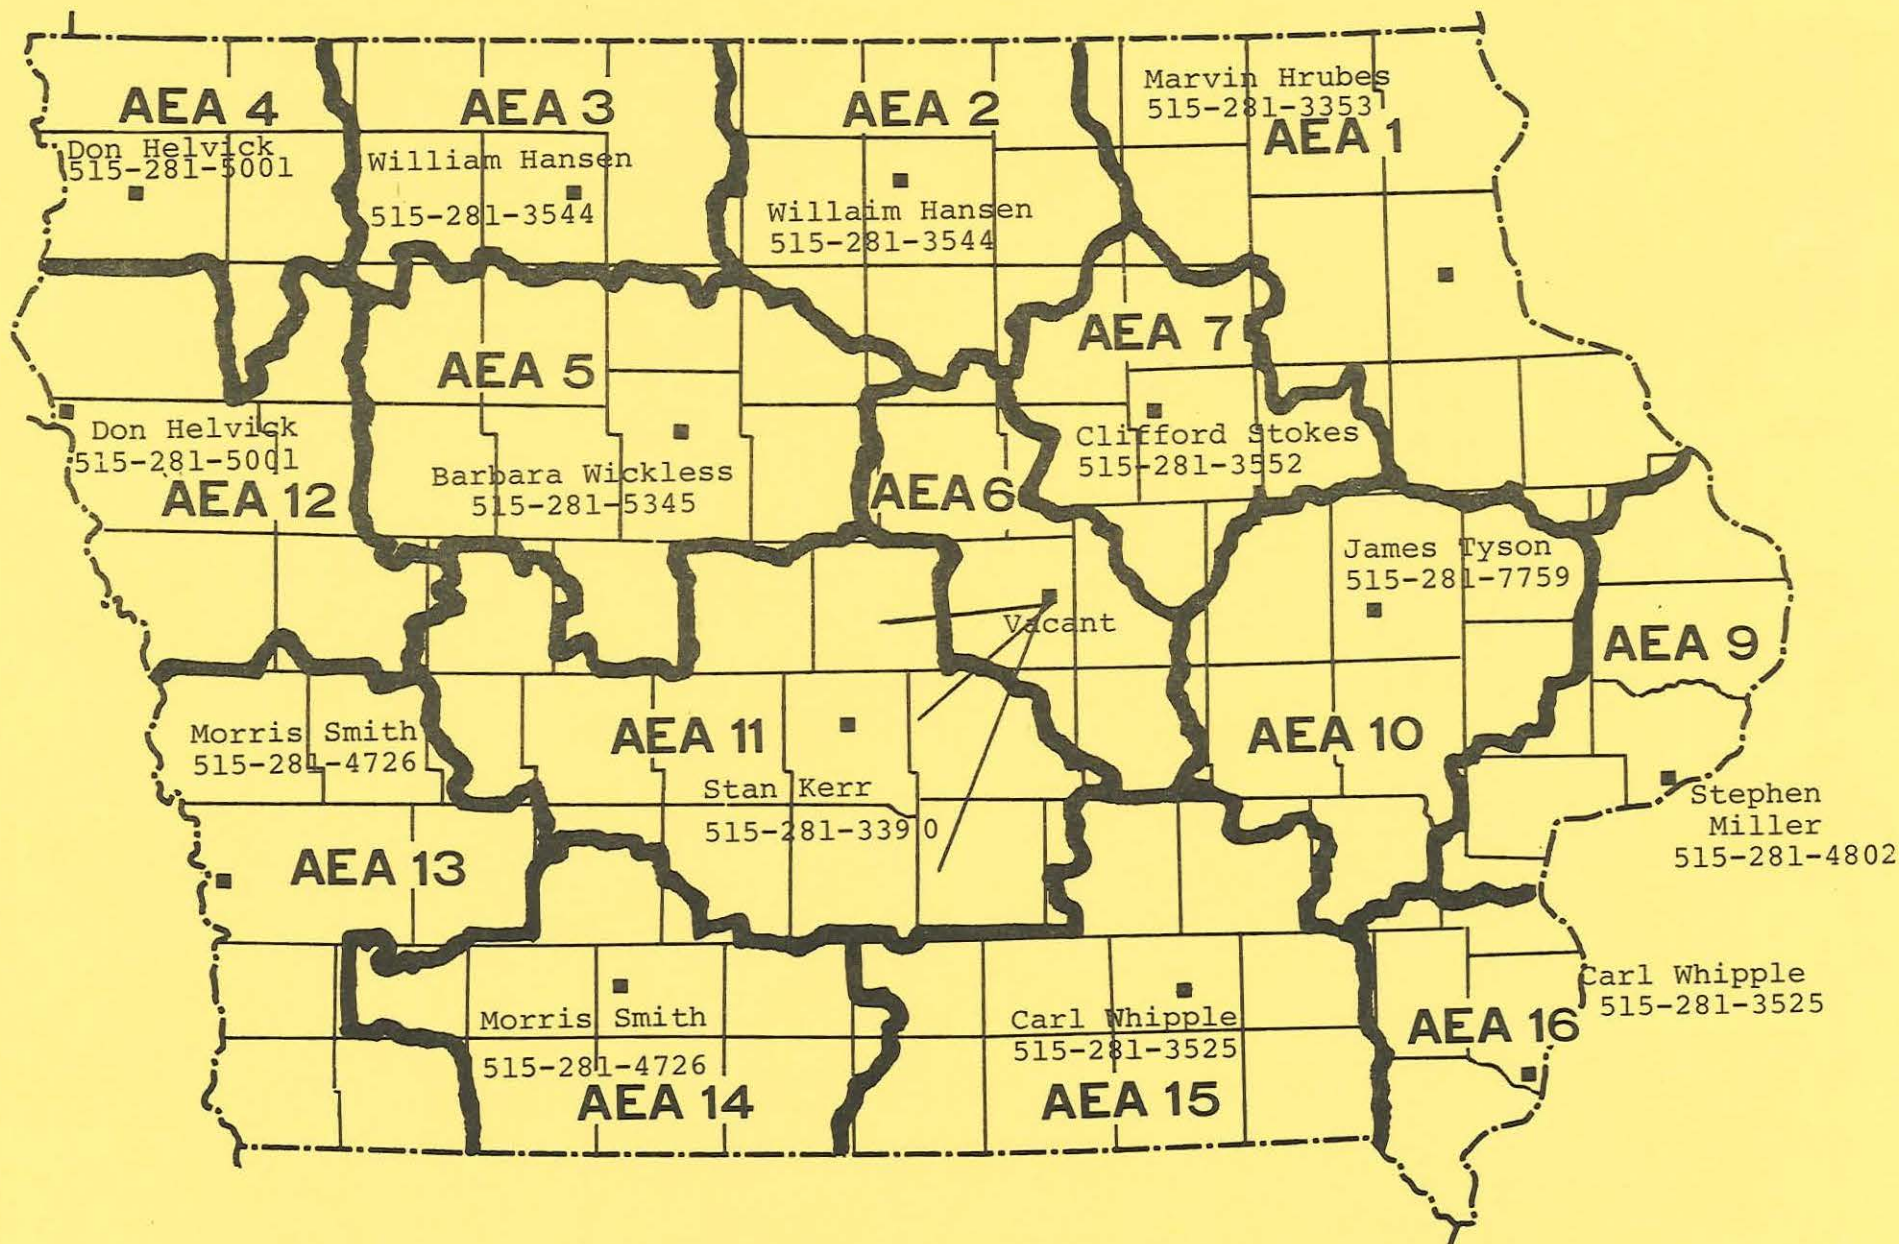 AEA 4
Don Helvick
515-281-5001
AEA 3
William Hansen
515-281-3544
AEA 2
Willaim Hansen
515-281-3544
Marvin Hrubes
515-281-3353
AEA 1
AEA 5
Barbara Wickless
515-281-5345
AEA 7
Clifford Stokes
515-281-3552
Don Helvick
515-281-5001
AEA 12
AEA 6
Vacant
James Tyson
515-281-7759
AEA 9
Morris Smith
515-281-4726
AEA 13
AEA 11
Stan Kerr
515-281-339 0
AEA 10
Stephen
Miller
515-281-4802
Morris Smith
515-281-4726
AEA 14
Carl Whipple
515-281-3525
AEA 15
Carl Whipple
515-281-3525
AEA 16